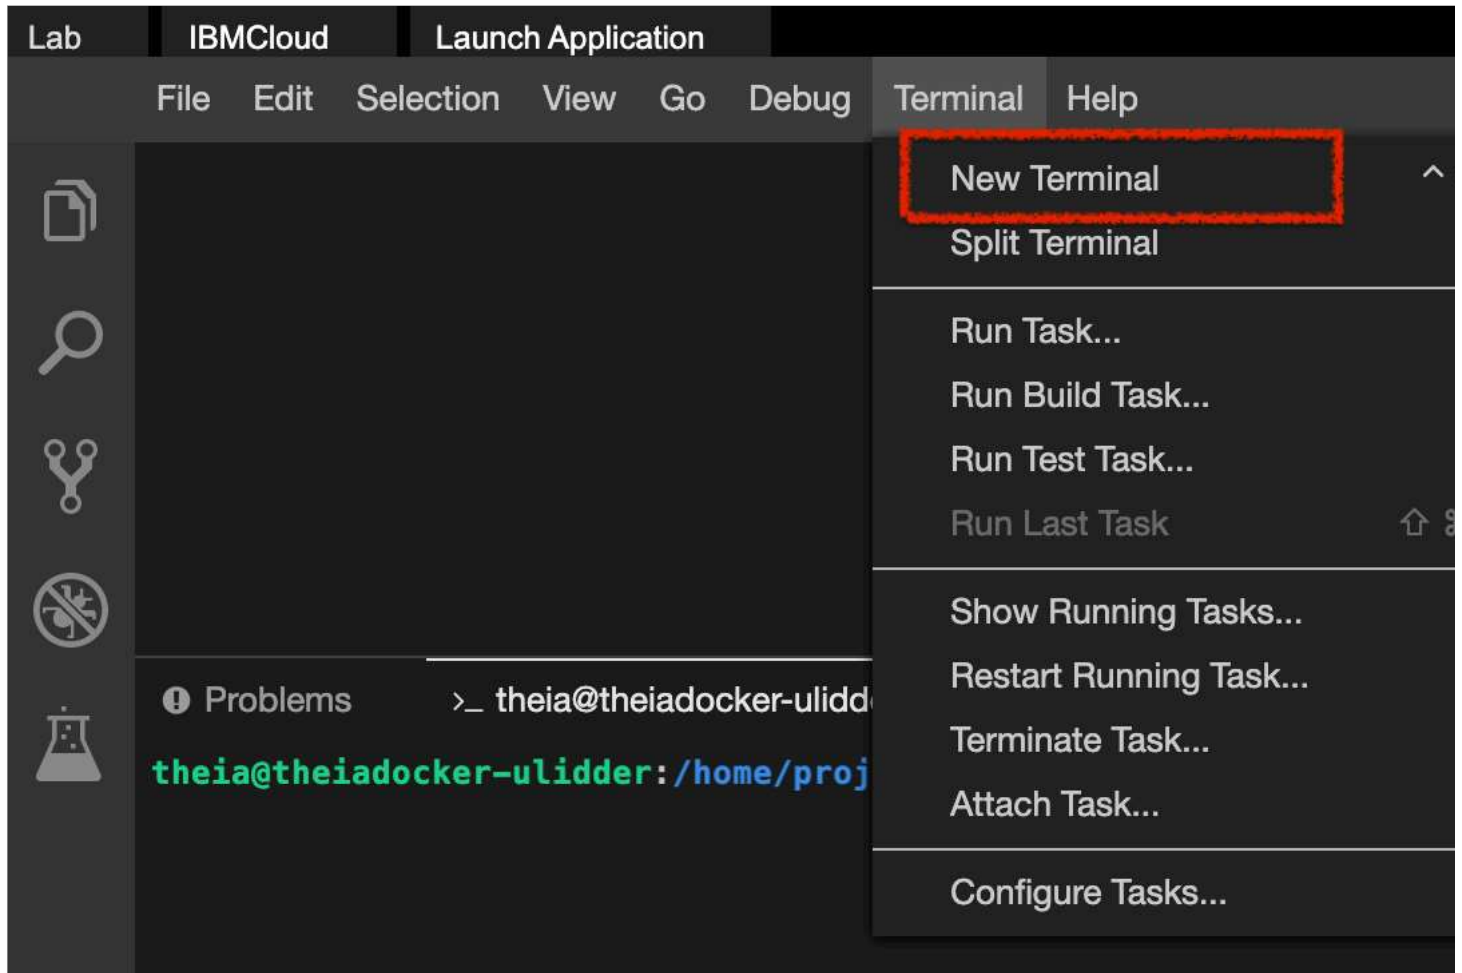 Lab IBMCloud Launch Application
File Edit Selection View Go Debug Terminal Help
New Terminal
Split Terminal
Run Task...
Run Build Task...
Run Test Task...
Run Last Task
Show Running Tasks...
Restart Running Task...
Terminate Task...
Attach Task...
Configure Tasks...
Problems >_ theia@theiadocker-ulidd
theia@theiadocker-ulidder:/home/proj